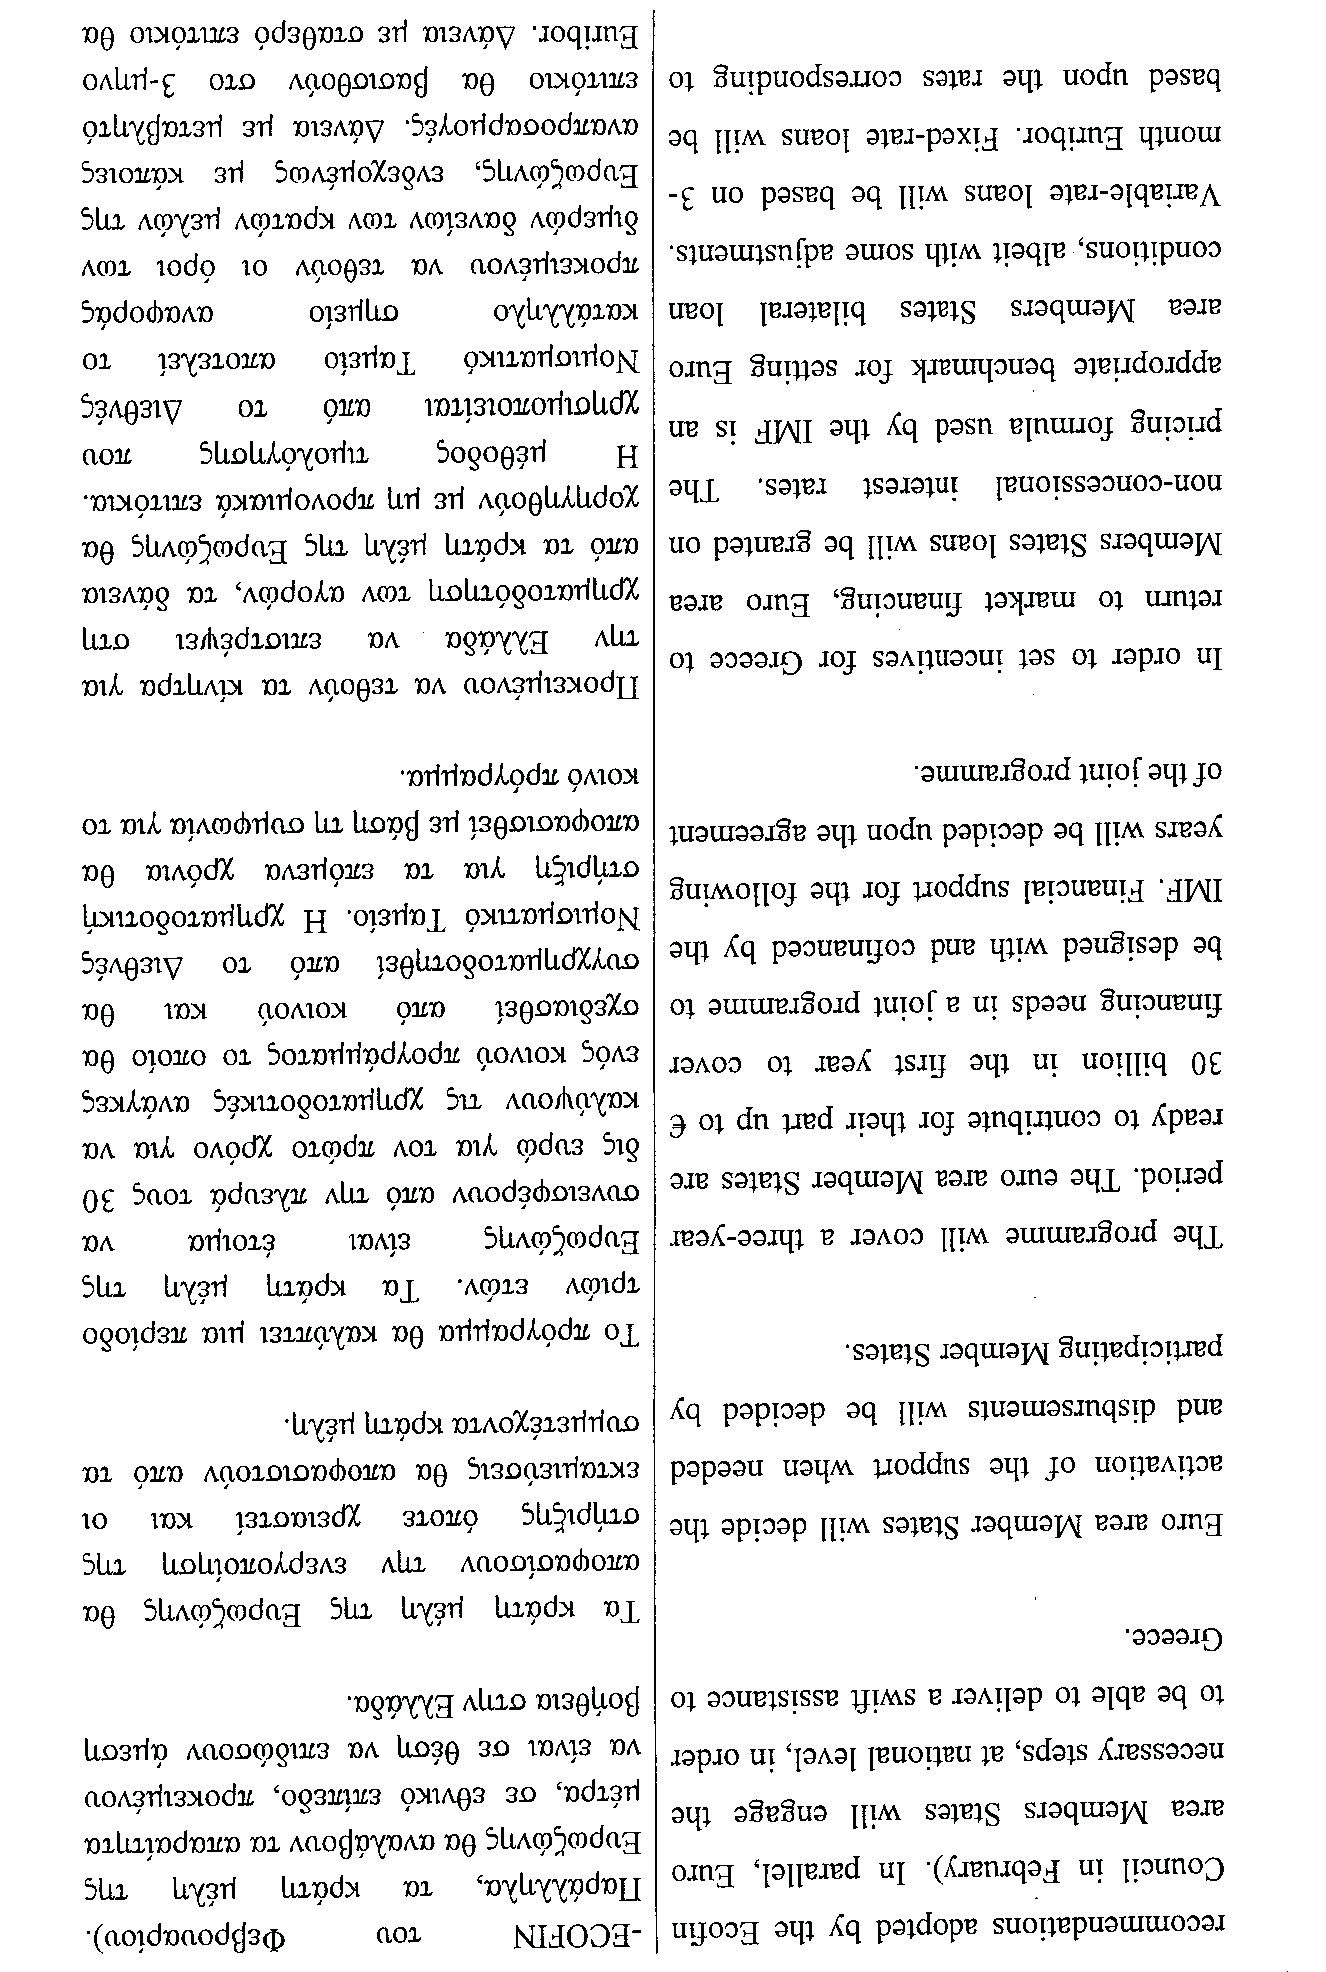 recommendations adopted by the Ecofin
Council in February). In parallel, Euro
area Members States will engage the
necessary steps, at national level, in order
to be able to deliver a swift assistance to
Greece.
Euro area Member States will decide the
activation of the support when needed
and disbursements will be decided by
participating Member States.
The programme will cover a three-year
period. The euro area Member States are
ready to contribute for their part up to €
30 billion in the first year to cover
financing needs in a joint programme to
be designed with and cofinanced by the
IMF. Financial support for the following
years will be decided upon the agreement
of the joint programme.
In order to set incentives for Greece to
return to market financing, Euro area
Members States loans will be granted on
non-concessional interest rates. The
pricing formula used by the IMF is an
appropriate benchmark for setting Euro
area Members States bilateral loan
conditions, albeit with some adjustments.
Variable-rate loans will be based on 3-
month Euribor. Fixed-rate loans will be
based upon the rates corresponding to
-ECOFIN του Φεβρουαρίου).
Παράλληλα, τα κράτη μέλη της
Ευρωζώνης θα αναλάβουν τα απαραίτητα
μέτρα, σε εθνικό επίπεδο, προκειμένου
να είναι σε θέση να επιδώσουν άμεση
βοήθεια στην Ελλάδα.
Τα κράτη μέλη της Ευρωζώνης θα
αποφασίσουν την ενεργοποίηση της
στήριξης όποτε χρειαστεί και οι
εκταμιεύσεις θα αποφασιστούν από τα
συμμετέχοντα κράτη μέλη.
Το πρόγραμμα θα καλύπτει μια περίοδο
τριών ετών. Τα κράτη μέλη της
Ευρωζώνης είναι έτοιμα να
συνεισφέρουν από την πλευρά τους 30
δις ευρώ για τον πρώτο χρόνο για να
καλύψουν τις χρηματοδοτικές ανάγκες
ενός κοινού προγράμματος το οποίο θα
σχεδιασθεί από κοινού και θα
συγχρηματοδοτηθεί από το Διεθνές
Νομισματικό Ταμείο. Η χρηματοδοτική
στήριξη για τα επόμενα χρόνια θα
αποφασισθεί με βάση τη συμφωνία για το
κοινό πρόγραμμα.
Προκειμένου να τεθούν τα κίνητρα για
την Ελλάδα να επιστρέψει στη
χρηματοδότηση των αγορών, τα δάνεια
από τα κράτη μέλη της Ευρωζώνης θα
χορηγηθούν με μη προνομιακά επιτόκια.
Η μέθοδος τιμολόγησης που
χρησιμοποιείται από το Διεθνές
Νομισματικό Ταμείο αποτελεί το
κατάλληλο σημείο αναφοράς
προκειμένου να τεθούν οι όροι των
διμερών δανείων των κρατών μελών της
Ευρωζώνης, ενδεχομένως με κάποιες
αναπροσαρμογές. Δάνεια με μεταβλητό
επιτόκιο θα βασισθούν στο 3-μηνο
Euribor. Δάνεια με σταθερό επιτόκιο θα